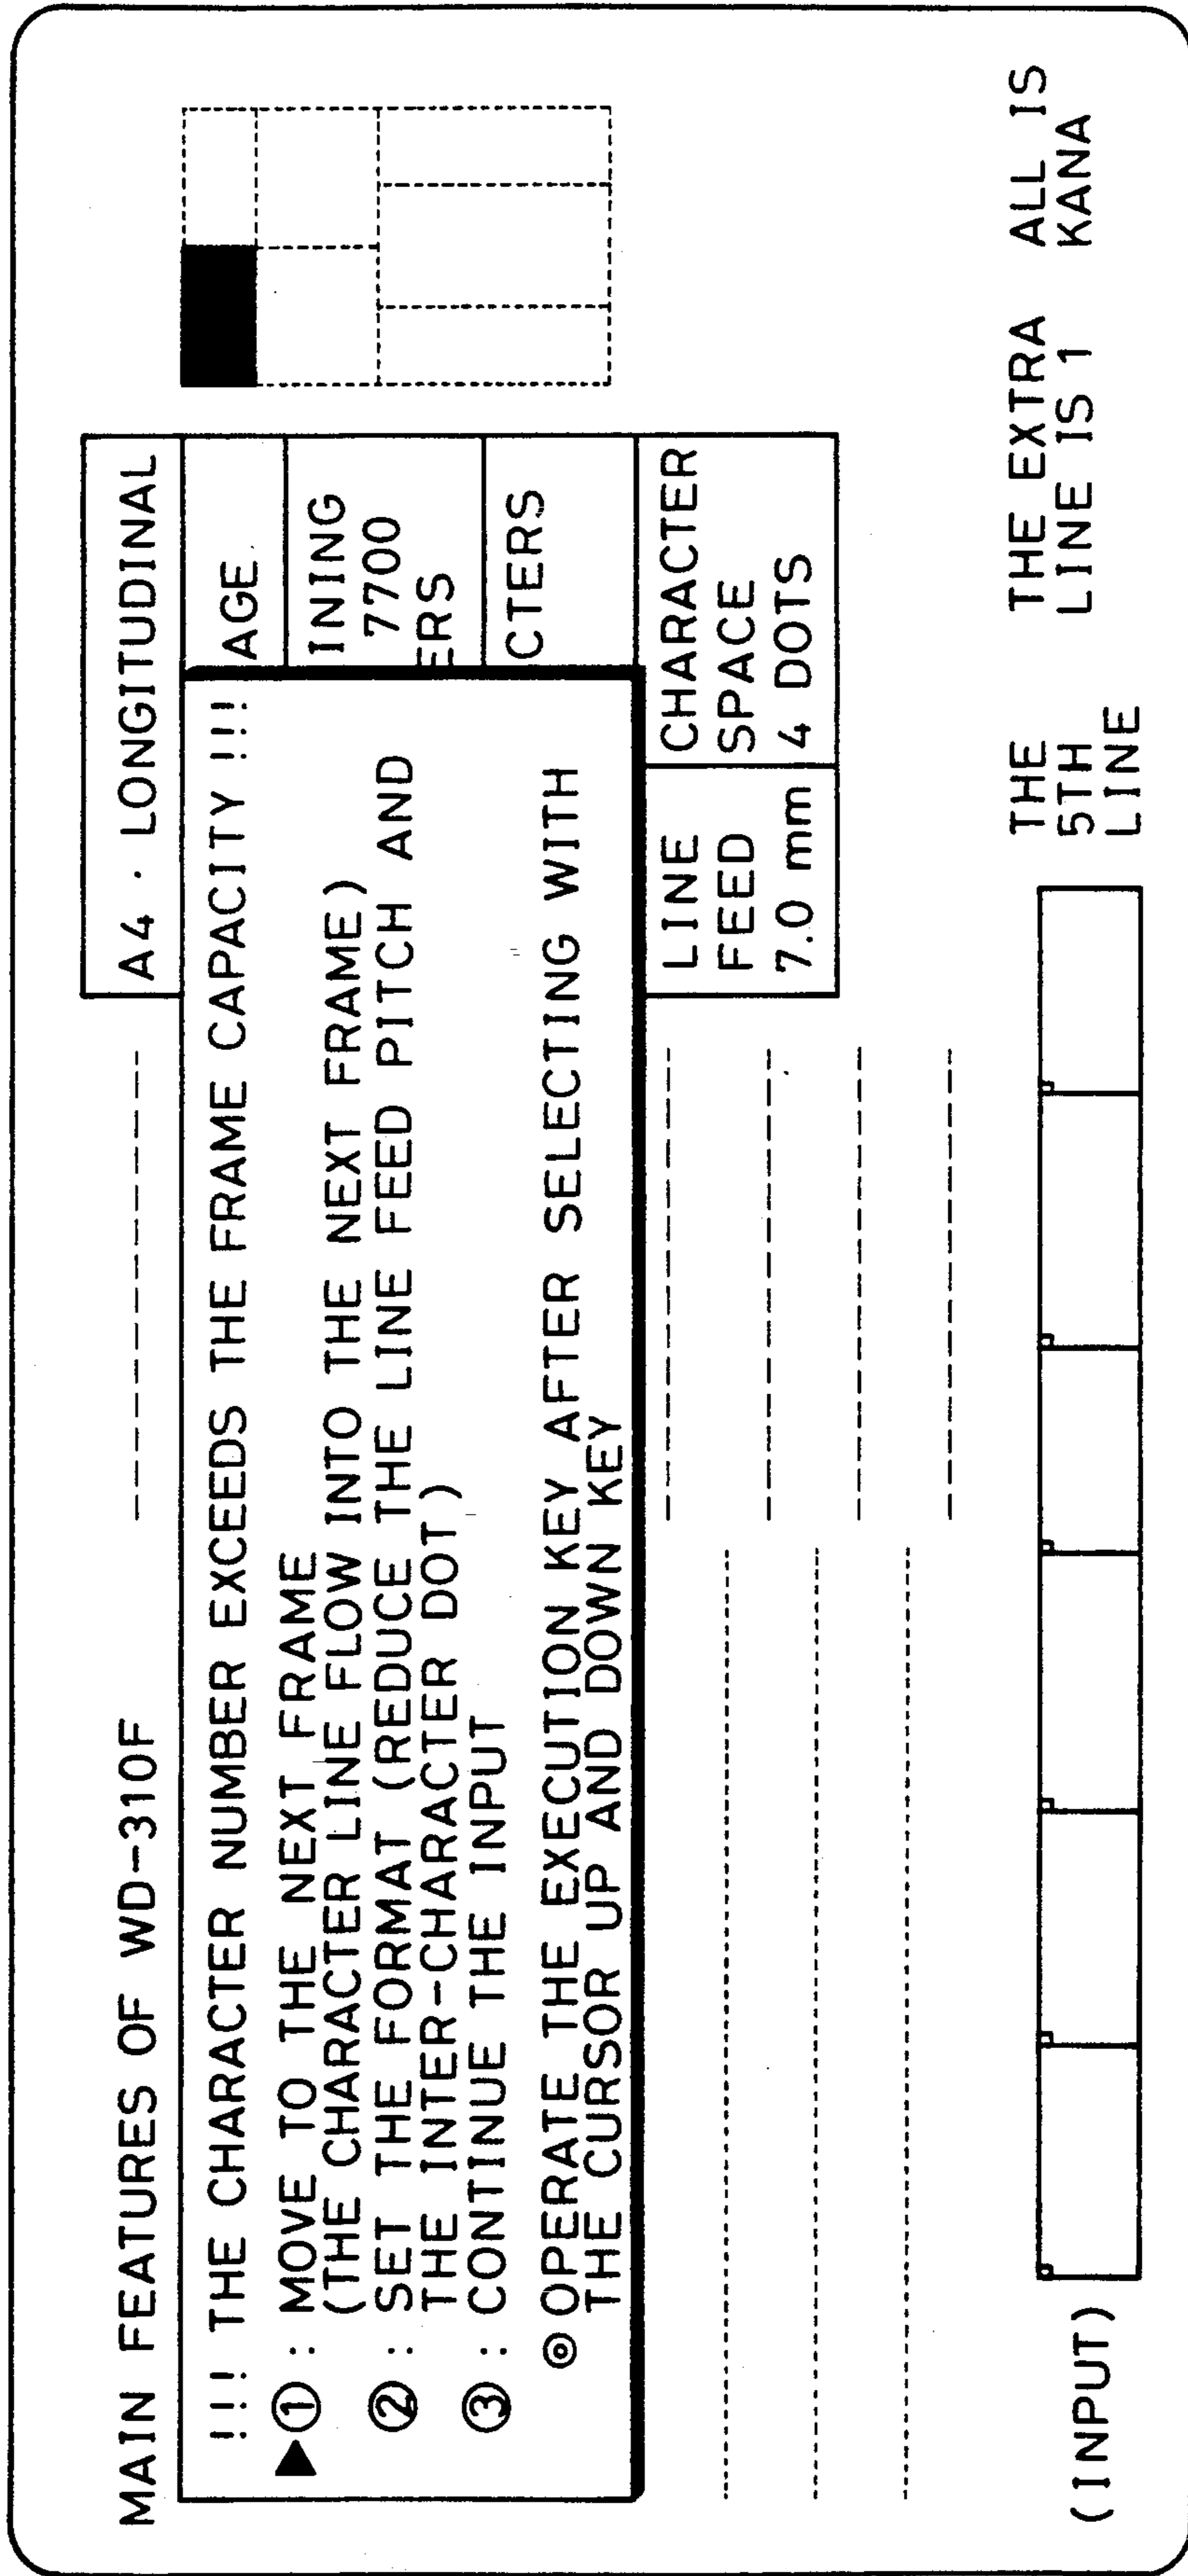 MAIN FEATURES OF WD-310F
A4 · LONGITUDINAL
!!! THE CHARACTER NUMBER EXCEEDS THE FRAME CAPACITY !!!
▶①: MOVE TO THE NEXT FRAME
(THE CHARACTER LINE FLOW INTO THE NEXT FRAME)
②: SET THE FORMAT (REDUCE THE LINE FEED PITCH AND
THE INTER-CHARACTER DOT)
③: CONTINUE THE INPUT
◎ OPERATE THE EXECUTION KEY AFTER SELECTING WITH
THE CURSOR UP AND DOWN KEY
AGE
INING
7700
ERS
CTERS
LINE
FEED
7.0 mm
CHARACTER
SPACE
4 DOTS
(INPUT)
THE
5TH
LINE
THE EXTRA
LINE IS 1
ALL IS
KANA